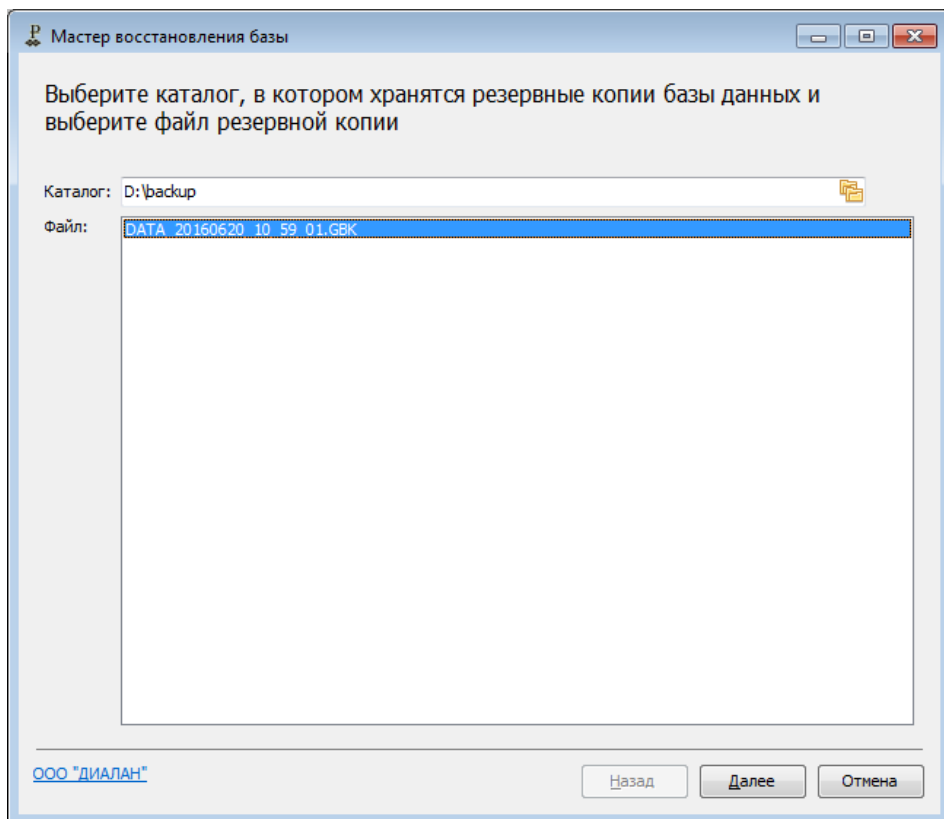 Мастер восстановления базы
Выберите каталог, в котором хранятся резервные копии базы данных и
выберите файл резервной копии
Каталог: D:\backup
Файл: DATA_20160620_10_59_01.GBK
ООО "ДИАЛАН"
Назад Далее Отмена